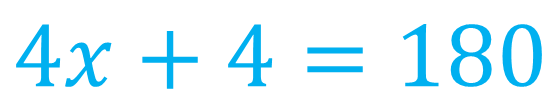 4x + 4 = 180